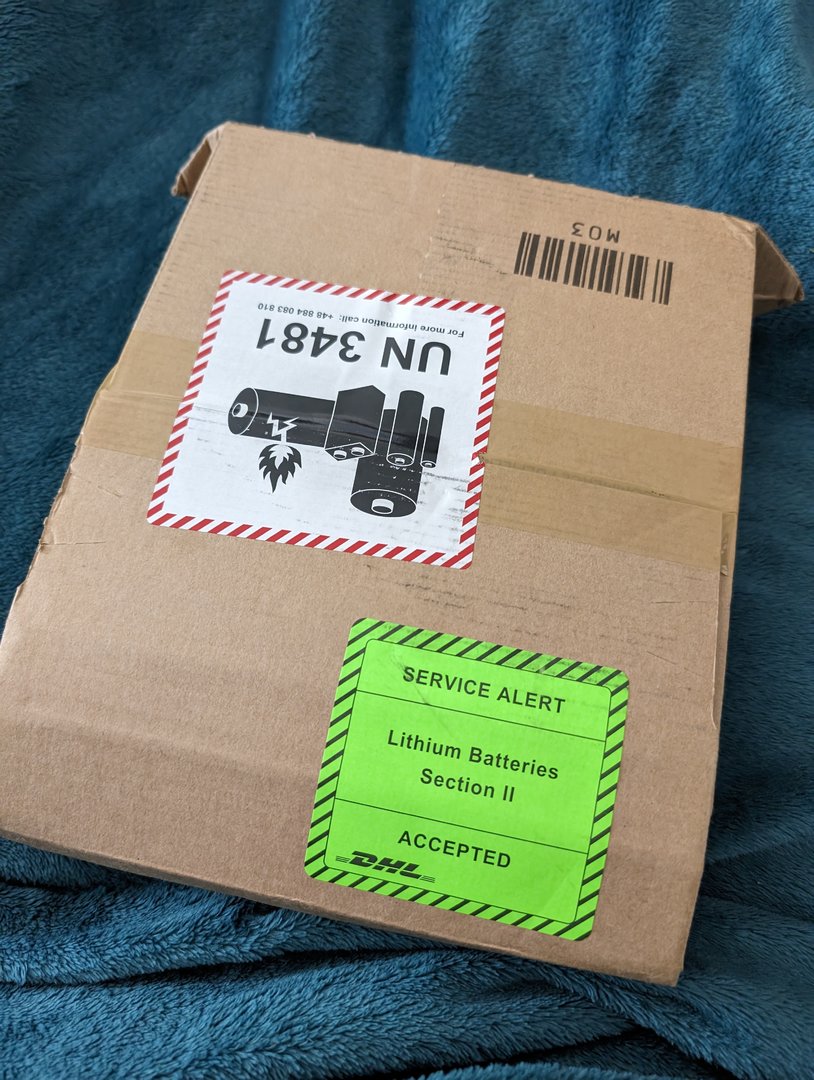 M03
For more information call: +48 884 083 810
UN 3481
SERVICE ALERT
Lithium Batteries
Section II
ACCEPTED
DHL